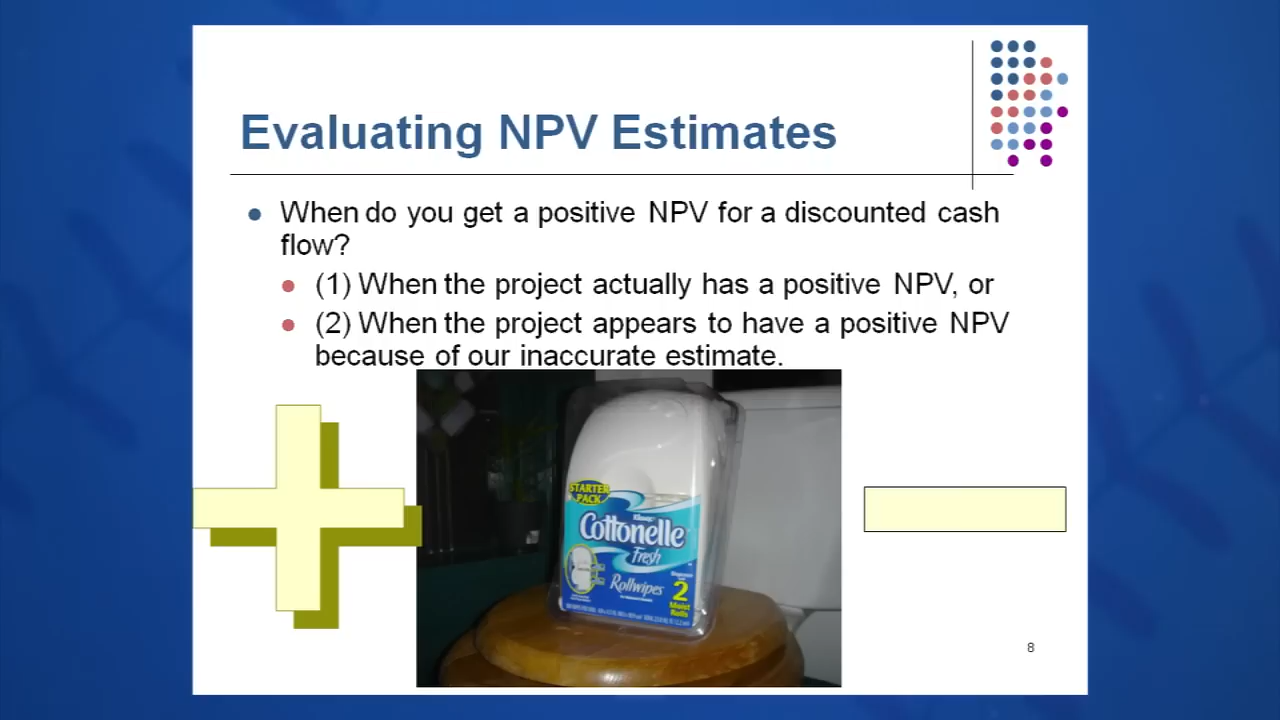 Evaluating NPV Estimates
When do you get a positive NPV for a discounted cash
flow?
(1) When the project actually has a positive NPV, or
(2) When the project appears to have a positive NPV
because of our inaccurate estimate.
STARTER
PACK
Cottonelle
Fresh
Rollwipes
2
Moist
Rolls
8